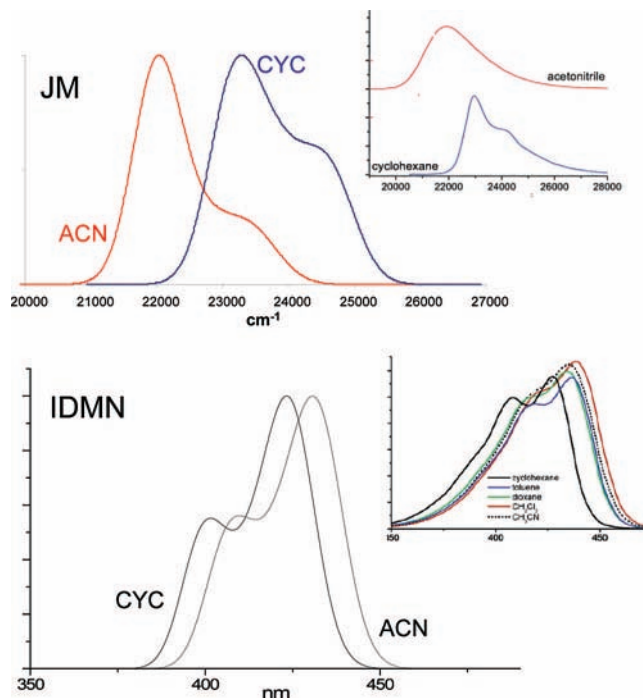 JM
CYC
ACN
20000 21000 22000 23000 24000 25000 26000 27000
cm-1
acetonitrile
cyclohexane
20000 22000 24000 26000 28000
IDMN
CYC
ACN
350 400 450
nm
cyclohexane
toluene
dioxane
CH2Cl2
CH3CN
350 400 450